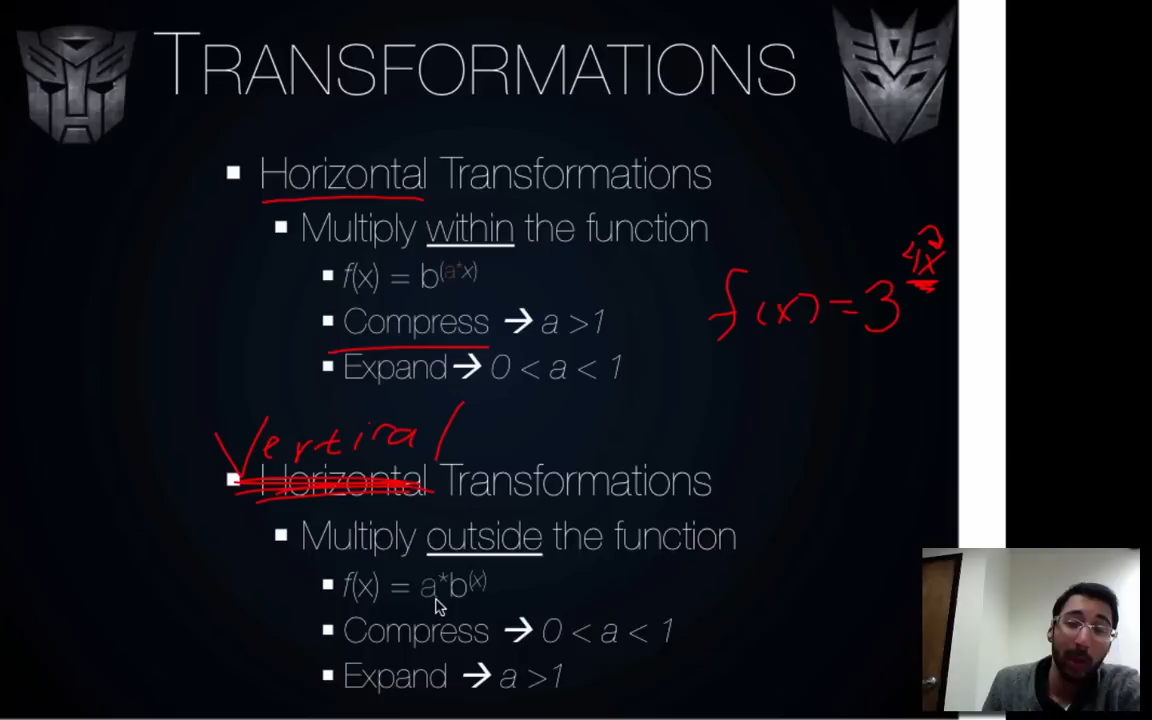 TRANSFORMATIONS
Horizontal Transformations
Multiply within the function
f(x) = b(a*x)
Compress → a >1
Expand→ 0 < a < 1
f(x)=3
Vertical
Horizontal Transformations
Multiply outside the function
f(x) = a*b(x)
Compress → 0 < a < 1
Expand → a >1